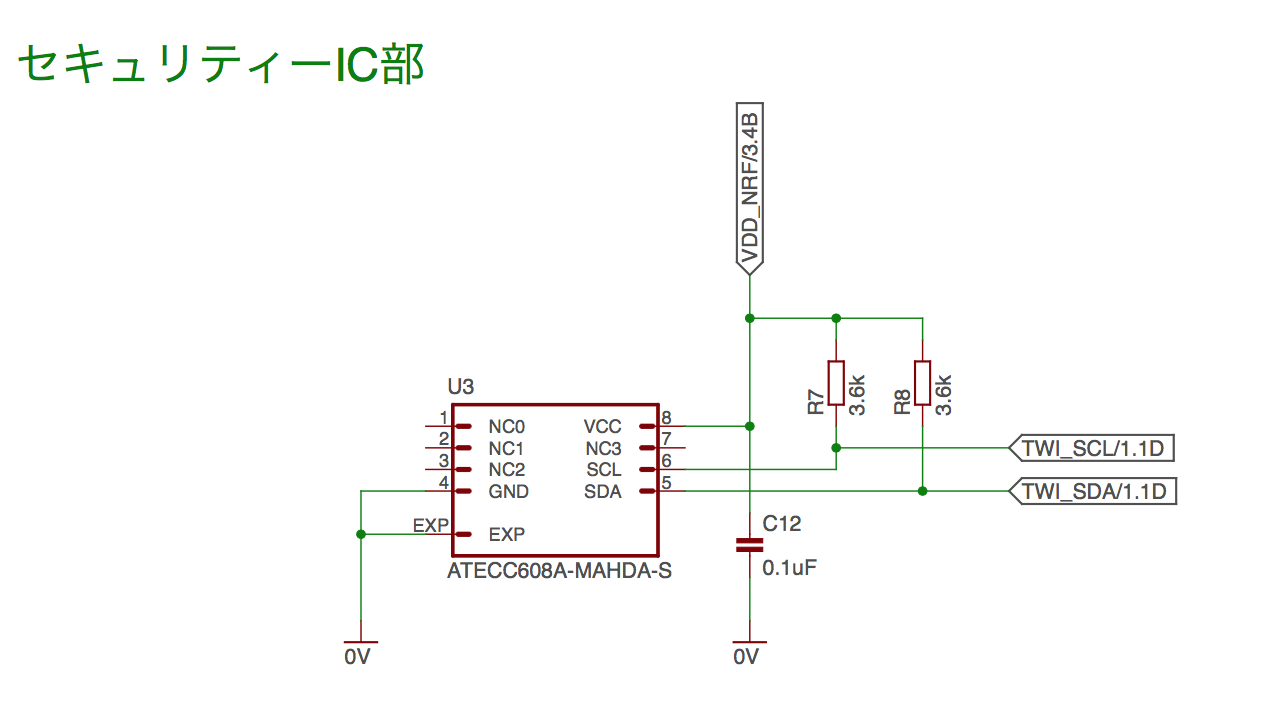 セキュリティーIC部
VDD_NRF/3.4B
U3
R7
3.6k
R8
3.6k
1 NC0
2 NC1
3 NC2
4 GND
EXP EXP
VCC 8
NC3 7
SCL 6
SDA 5
TWI_SCL/1.1D
TWI_SDA/1.1D
ATECC608A-MAHDA-S
C12
0.1uF
0V
0V